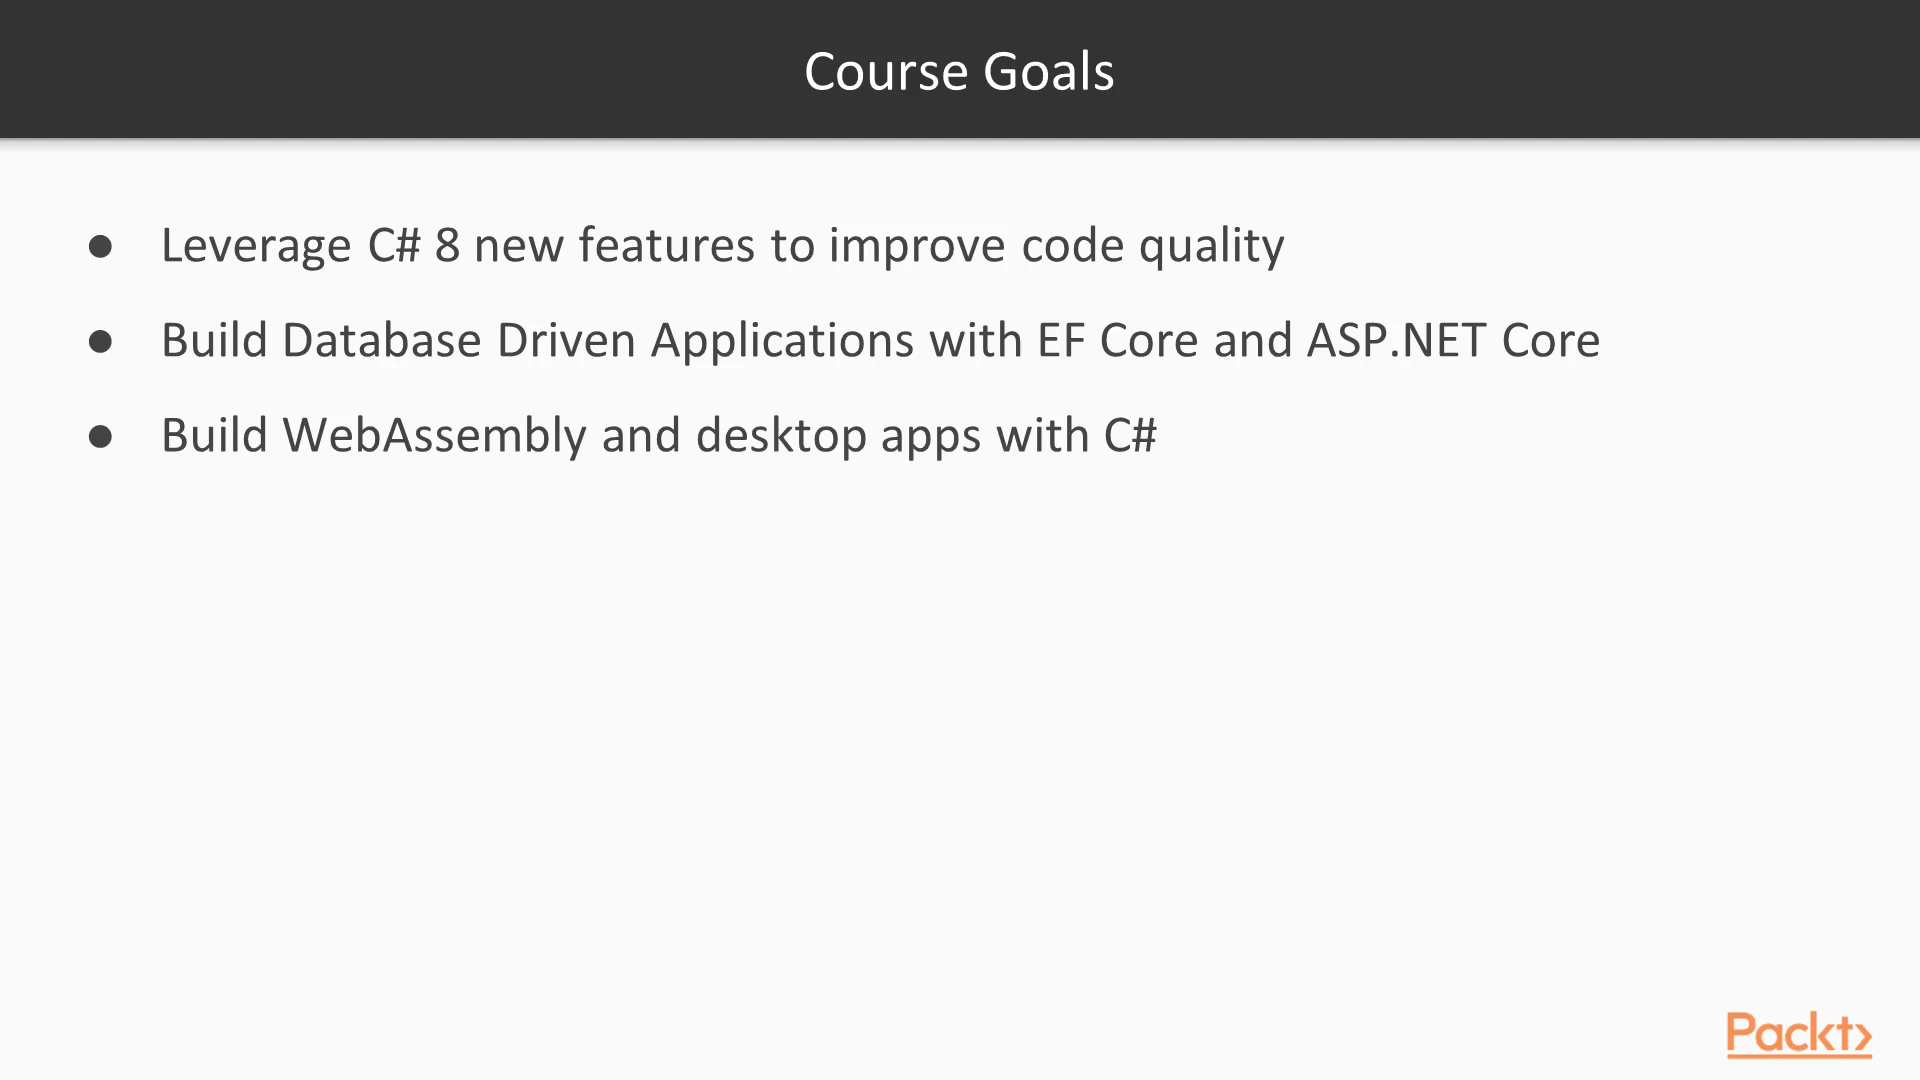 Course Goals
● Leverage C# 8 new features to improve code quality
● Build Database Driven Applications with EF Core and ASP.NET Core
● Build WebAssembly and desktop apps with C#
Packt>